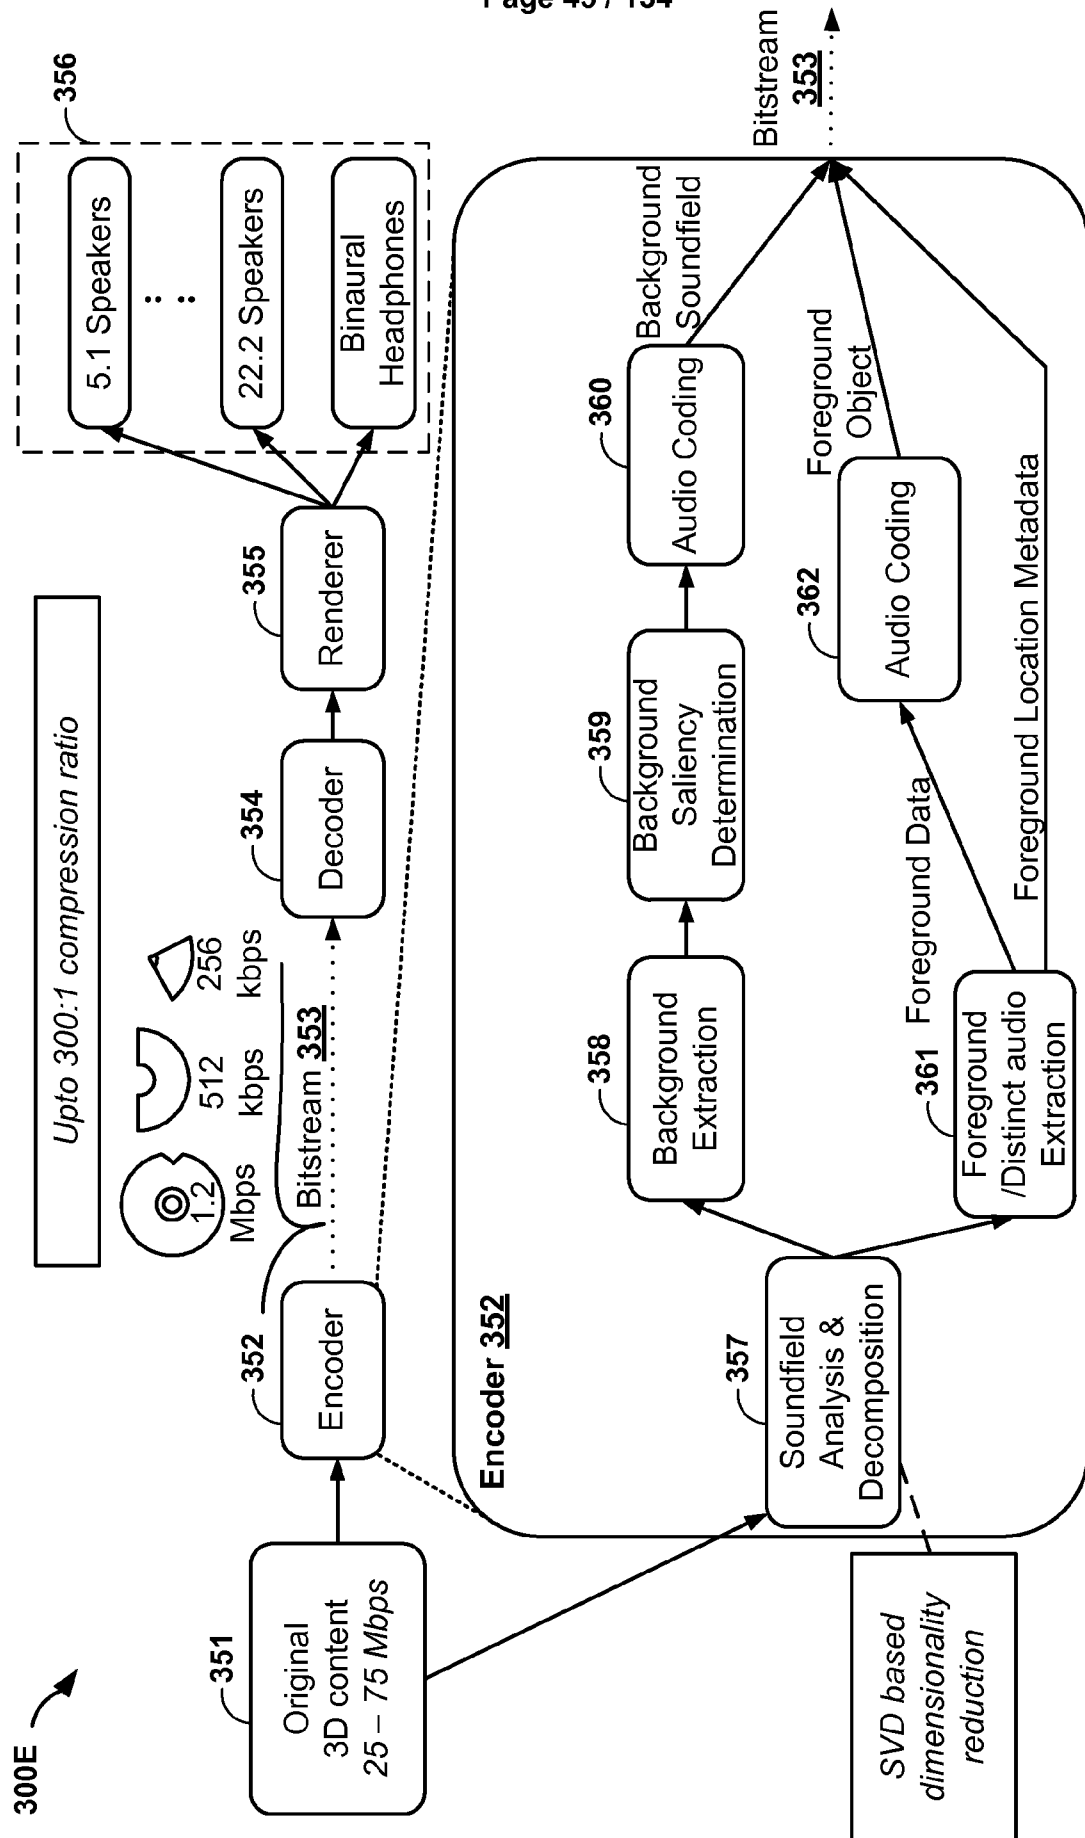 Page 45 / 134
300E
351
Original
3D content
25 – 75 Mbps
352
Encoder
Upto 300:1 compression ratio
1.2
Mbps
512
kbps
256
kbps
Bitstream 353
354
Decoder
355
Renderer
356
5.1 Speakers
22.2 Speakers
Binaural
Headphones
Encoder 352
SVD based
dimensionality
reduction
357
Soundfield
Analysis &
Decomposition
358
Background
Extraction
359
Background
Saliency
Determination
360
Audio Coding
Background
Soundfield
361
Foreground
/Distinct audio
Extraction
Foreground Data
362
Audio Coding
Foreground
Object
Foreground Location Metadata
Bitstream
353